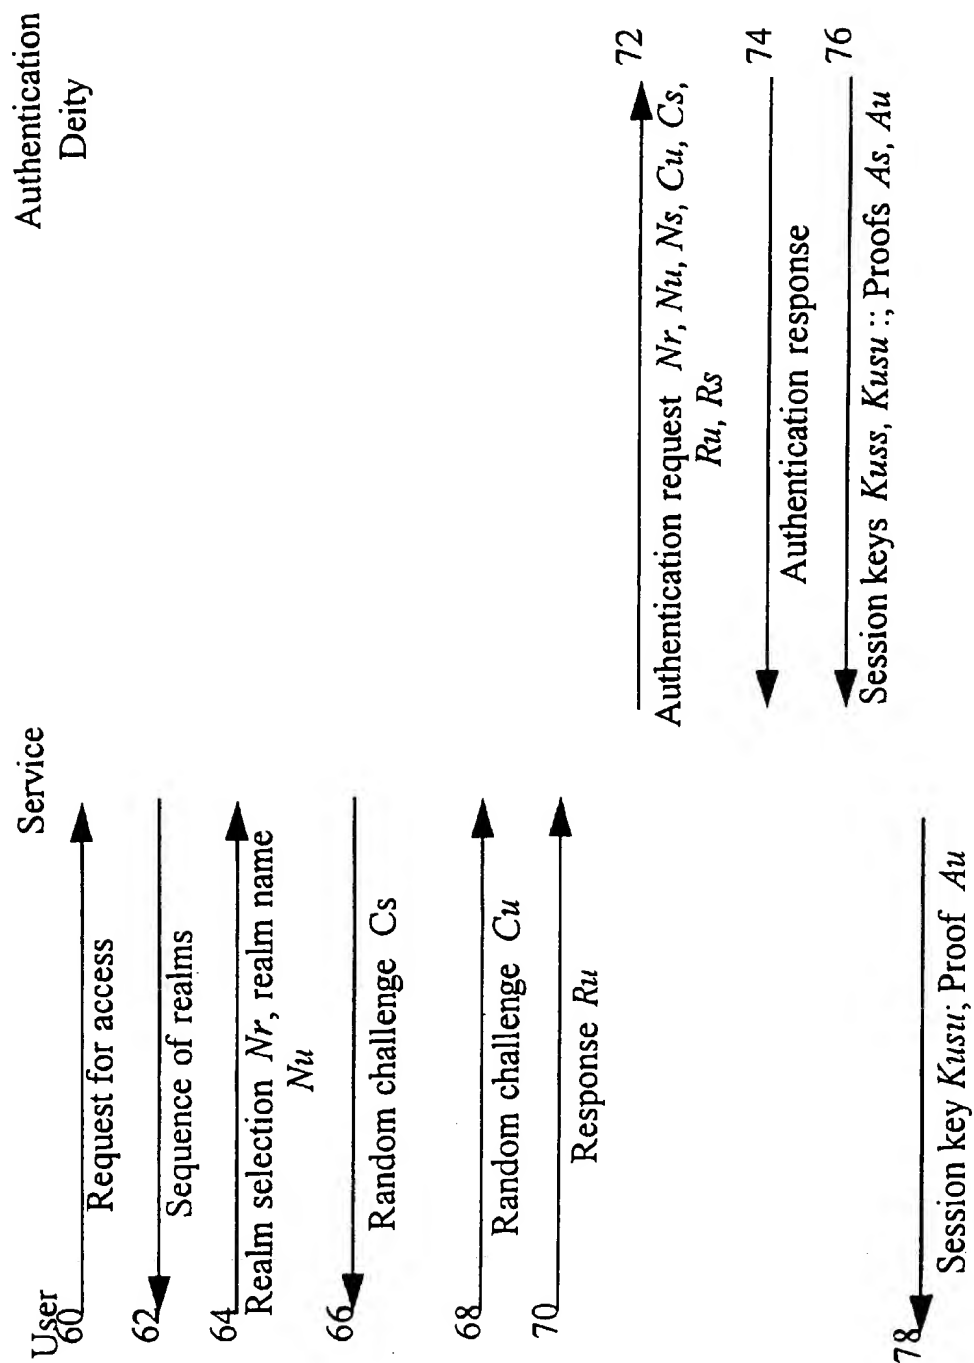 User
Service
Authentication
Deity
60
Request for access
62
Sequence of realms
64
Realm selection Nr, realm name
Nu
66
Random challenge Cs
68
Random challenge Cu
70
Response Ru
72
Authentication request Nr, Nu, Ns, Cu, Cs,
Ru, Rs
74
Authentication response
76
Session keys Kuss, Kusu :; Proofs As, Au
78
Session key Kusu; Proof Au